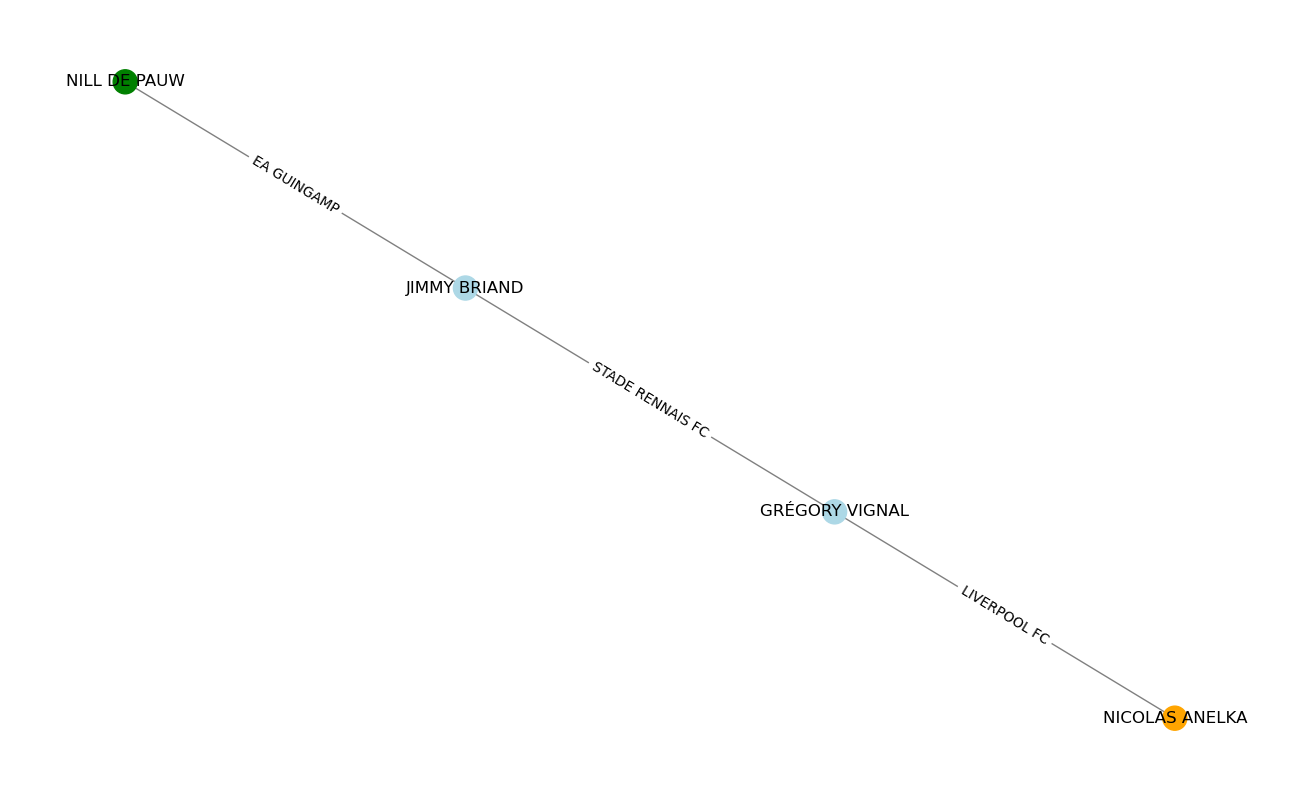 NILL DE PAUW
EA GUINGAMP
JIMMY BRIAND
STADE RENNAIS FC
GRÉGORY VIGNAL
LIVERPOOL FC
NICOLAS ANELKA